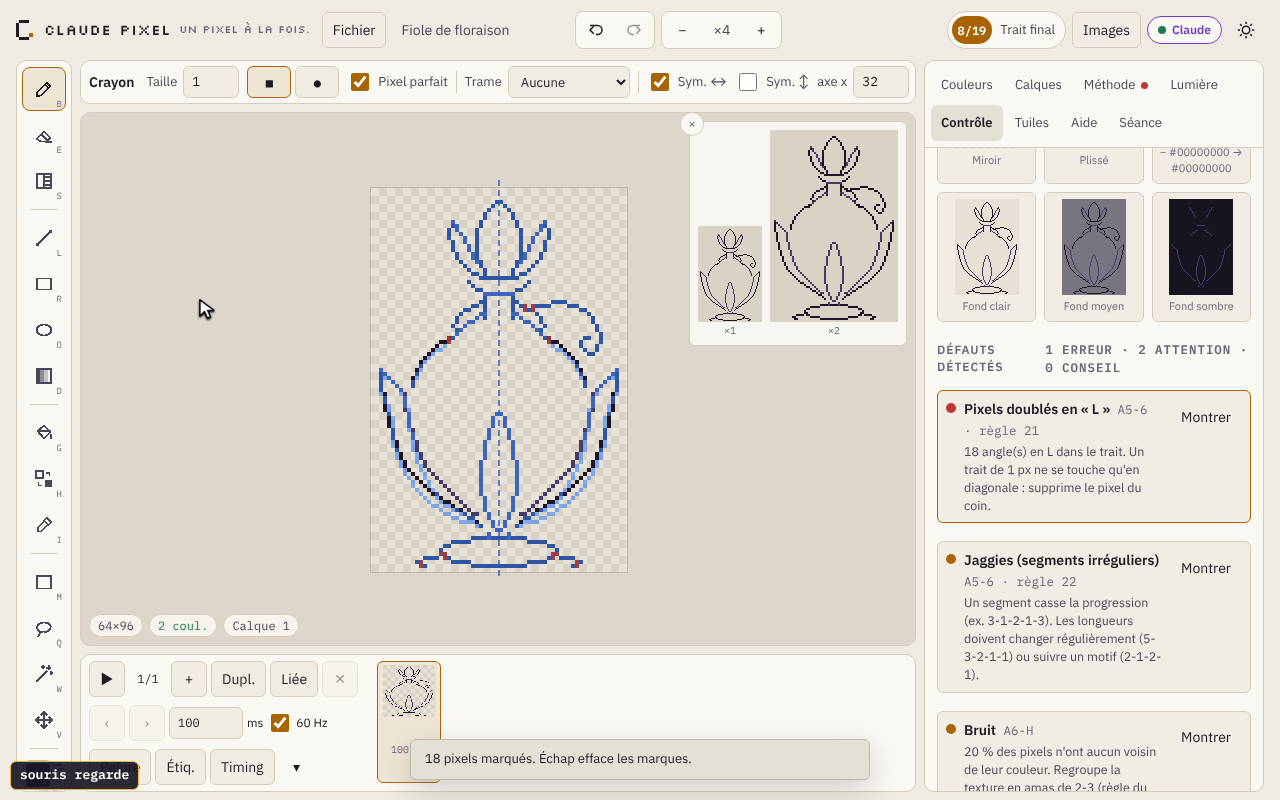 CLAUDE PIXEL UN PIXEL À LA FOIS. Fichier Fiole de floraison − ×4 + 8/19 Trait final Images Claude
Crayon Taille 1 Pixel parfait Trame Aucune Sym. ↔ Sym. ↕ axe x 32
B
E
S
L
R
O
D
G
H
I
M
Q
W
V
×
×1 ×2
64×96 2 coul. Calque 1
Couleurs Calques Méthode Lumière
Contrôle Tuiles Aide Séance
Miroir Plissé – #00000000 →
#00000000
Fond clair Fond moyen Fond sombre
DÉFAUTS DÉTECTÉS 1 ERREUR · 2 ATTENTION · 0 CONSEIL
Pixels doublés en « L » A5-6 Montrer
· règle 21
18 angle(s) en L dans le trait. Un
trait de 1 px ne se touche qu'en
diagonale : supprime le pixel du
coin.
Jaggies (segments irréguliers) Montrer
A5-6 · règle 22
Un segment casse la progression
(ex. 3-1-2-1-3). Les longueurs
doivent changer régulièrement (5-
3-2-1-1) ou suivre un motif (2-1-2-
1).
Bruit A6-H Montrer
20 % des pixels n'ont aucun voisin
de leur couleur. Regroupe la
texture en amas de 2-3 (règle du
1/1 + Dupl. Liée ×
‹ › 100 ms 60 Hz
100
Étiq. Timing ▼
18 pixels marqués. Échap efface les marques.
souris regarde